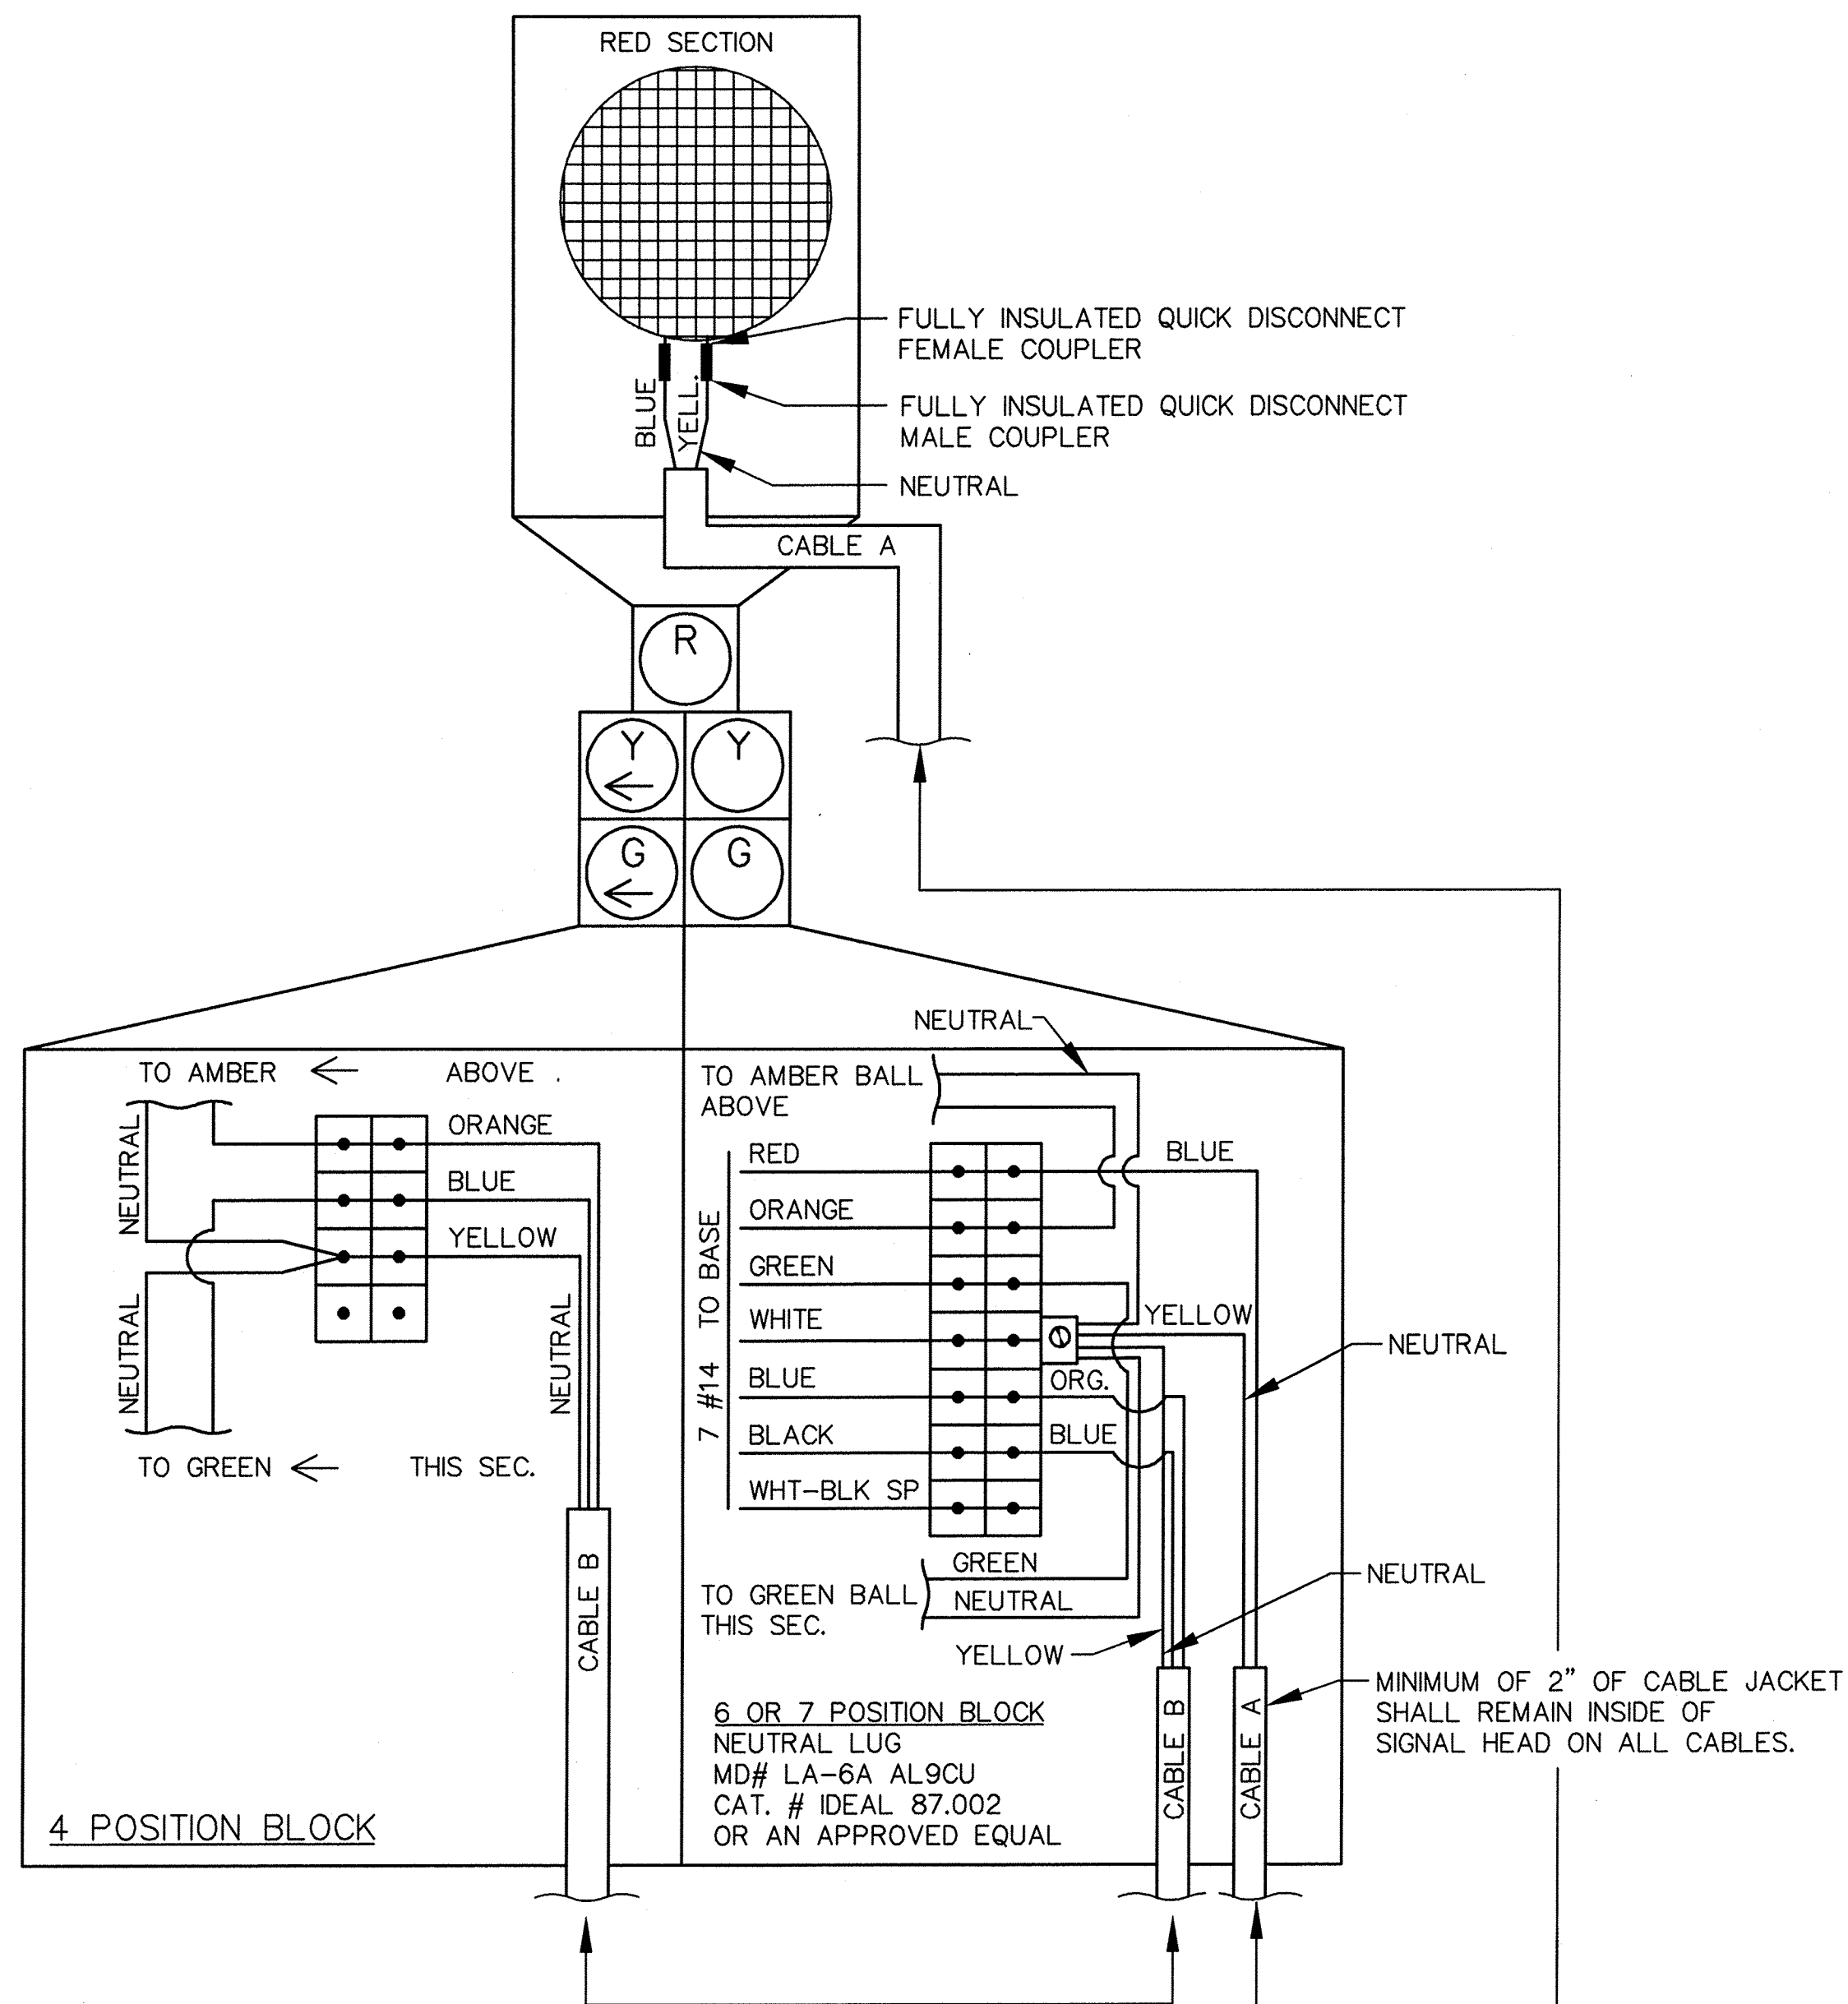 RED SECTION
FULLY INSULATED QUICK DISCONNECT
FEMALE COUPLER
BLUE
YELL.
FULLY INSULATED QUICK DISCONNECT
MALE COUPLER
NEUTRAL
CABLE A
R
Y
Y
G
G
NEUTRAL
TO AMBER
ABOVE
NEUTRAL
ORANGE
BLUE
YELLOW
NEUTRAL
NEUTRAL
TO GREEN
THIS SEC.
CABLE B
4 POSITION BLOCK
TO AMBER BALL
ABOVE
7 #14 TO BASE
RED
BLUE
ORANGE
GREEN
WHITE
YELLOW
NEUTRAL
BLUE
ORG.
BLACK
BLUE
WHT-BLK SP
GREEN
TO GREEN BALL
NEUTRAL
THIS SEC.
NEUTRAL
YELLOW
6 OR 7 POSITION BLOCK
NEUTRAL LUG
MD# LA-6A AL9CU
CAT. # IDEAL 87.002
OR AN APPROVED EQUAL
CABLE B
CABLE A
MINIMUM OF 2" OF CABLE JACKET
SHALL REMAIN INSIDE OF
SIGNAL HEAD ON ALL CABLES.